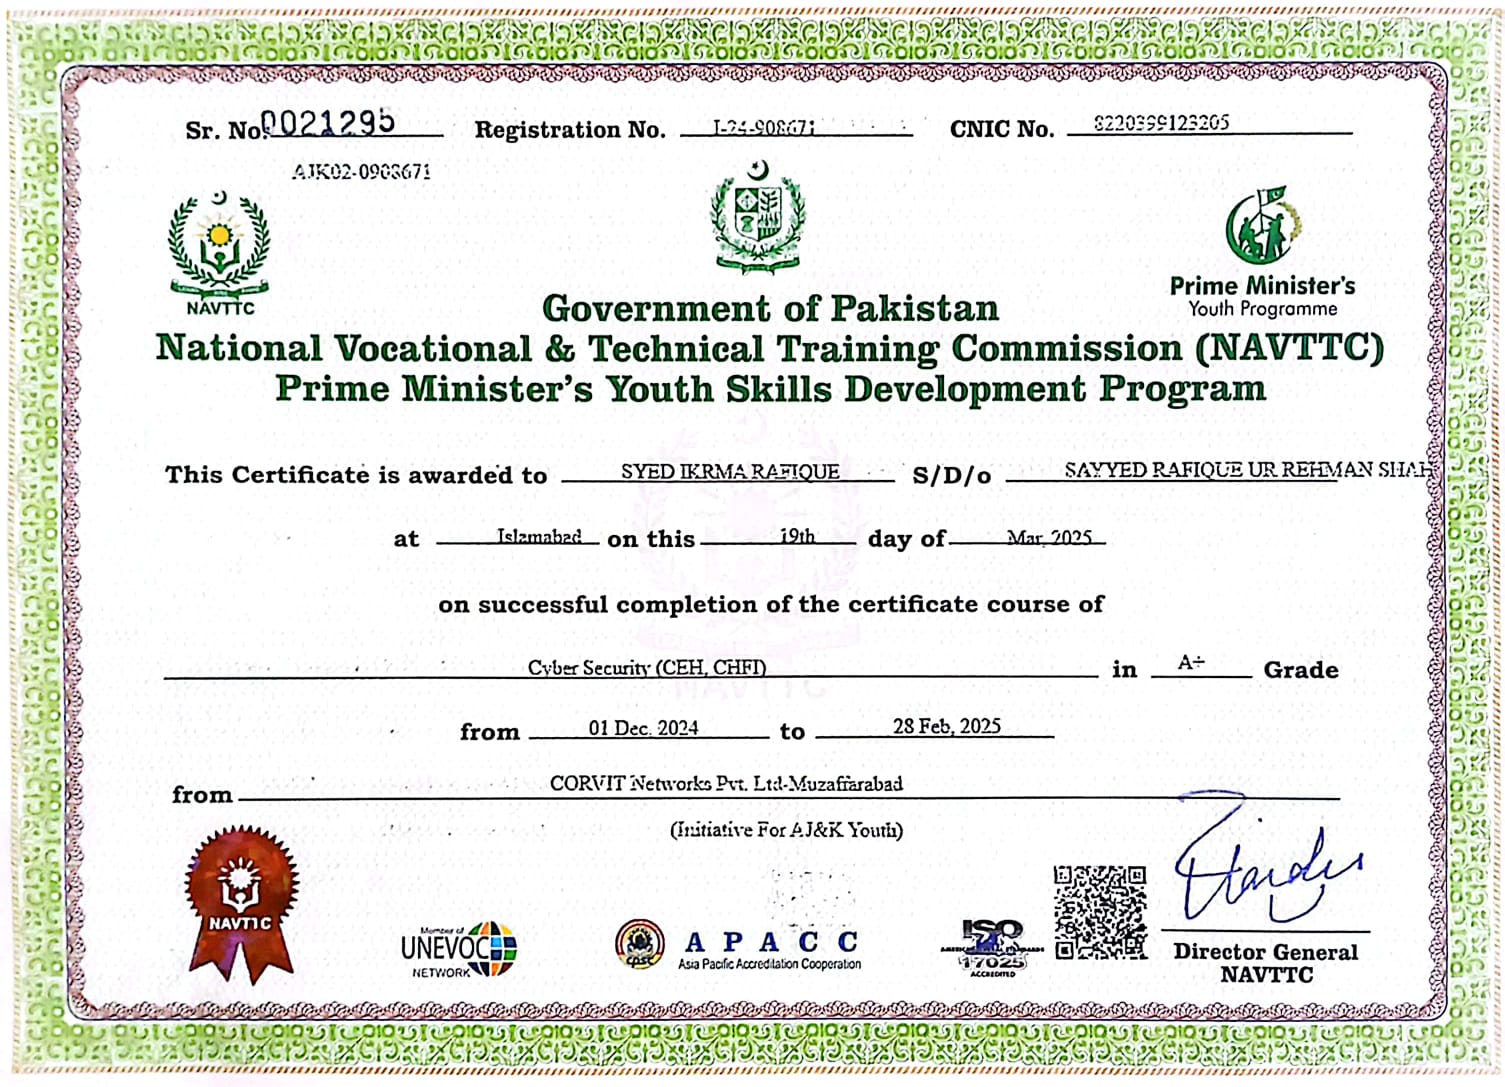 Sr. No. 0021295 Registration No. I-24-908671 CNIC No. 8220399123205
AJK02-0908671
NAVTTC
Prime Minister's
Youth Programme
Government of Pakistan
National Vocational & Technical Training Commission (NAVTTC)
Prime Minister's Youth Skills Development Program
This Certificate is awarded to SYED IKRMA RAFIQUE S/D/o SAYYED RAFIQUE UR REHMAN SHAH
at Islamabad on this 19th day of Mar, 2025
on successful completion of the certificate course of
Cyber Security (CEH, CHFI) in A+ Grade
NAVTTC
from 01 Dec, 2024 to 28 Feb, 2025
from CORVIT Networks Pvt. Ltd-Muzaffarabad
(Initiative For AJ&K Youth)
NAVTTC
Member of
UNEVOC
NETWORK
cpsc
APACC
Asia Pacific Accreditation Cooperation
ISO
17025
ACCREDITED
Director General
NAVTTC